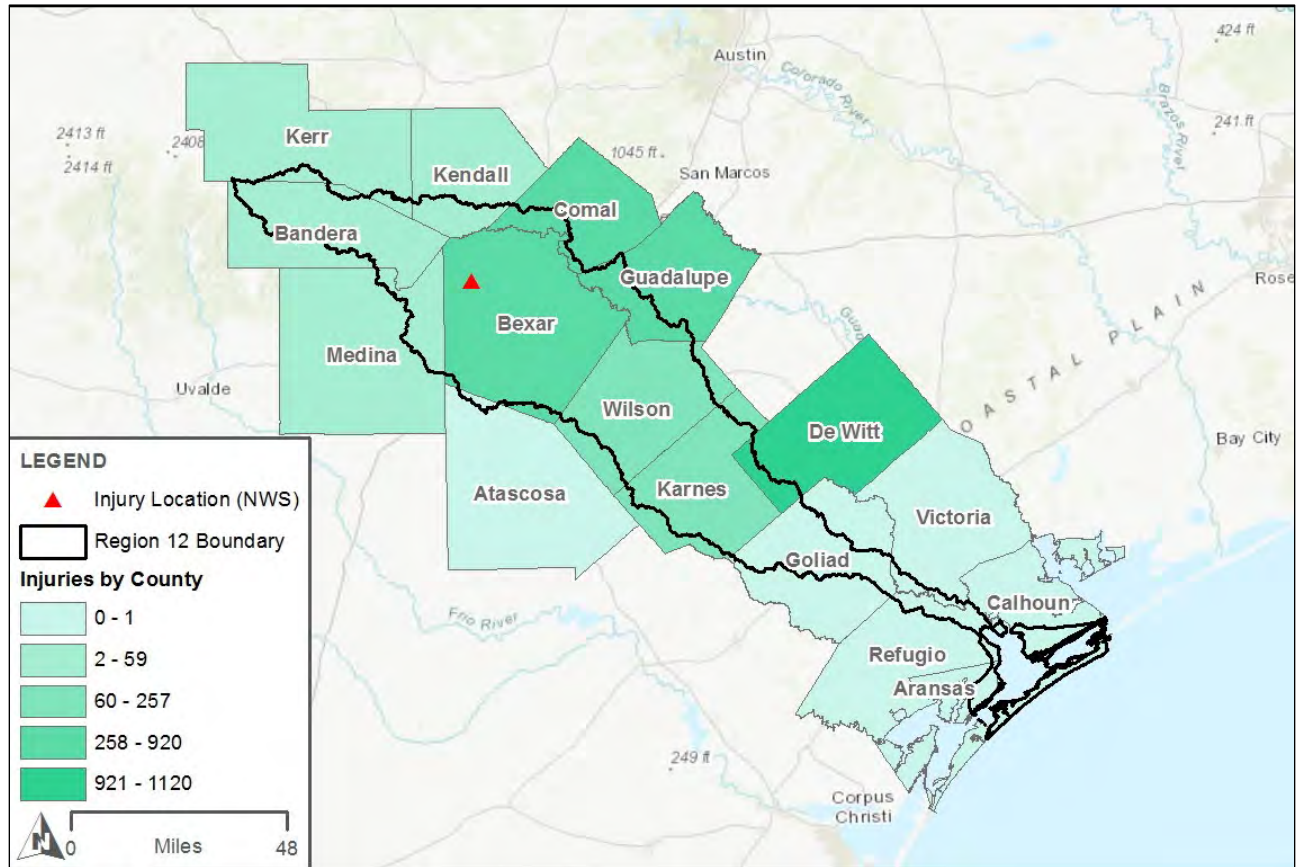 424 ft
Austin
Colorado River
Brazos River
2413 ft
2408
Kerr
1045 ft
241 ft
2414 ft
Kendall
San Marcos
Comal
Bandera
Guadalupe
Rose
Bexar
Guad
Medina
Uvalde
OASTAL PLAIN
Wilson
De Witt
Bay City
LEGEND
Injury Location (NWS)
Region 12 Boundary
Injuries by County
0 - 1
2 - 59
60 - 257
258 - 920
921 - 1120
N
0
Miles
48
Atascosa
Karnes
Victoria
Goliad
Frio River
Calhoun
Refugio
Aransas
249 ft
Corpus
Christi